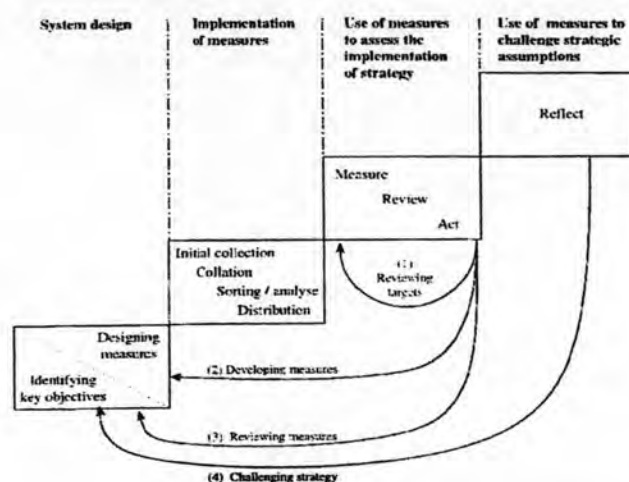 System design
Implementation
of measures
Use of measures
to assess the
implementation
of strategy
Use of measures to
challenge strategic
assumptions
Reflect
Measure
Review
Act
Initial collection
Collation
Sorting / analyse
Distribution
(1)
Reviewing
targets
Designing
measures
Identifying
key objectives
(2) Developing measures
(3) Reviewing measures
(4) Challenging strategy